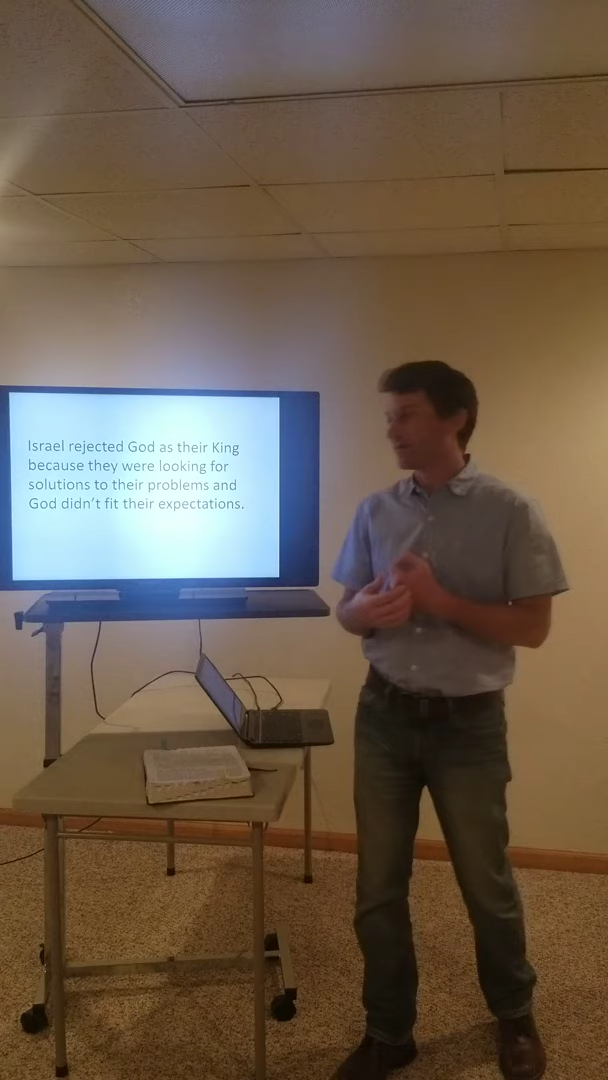 Israel rejected God as their King
because they were looking for
solutions to their problems and
God didn't fit their expectations.